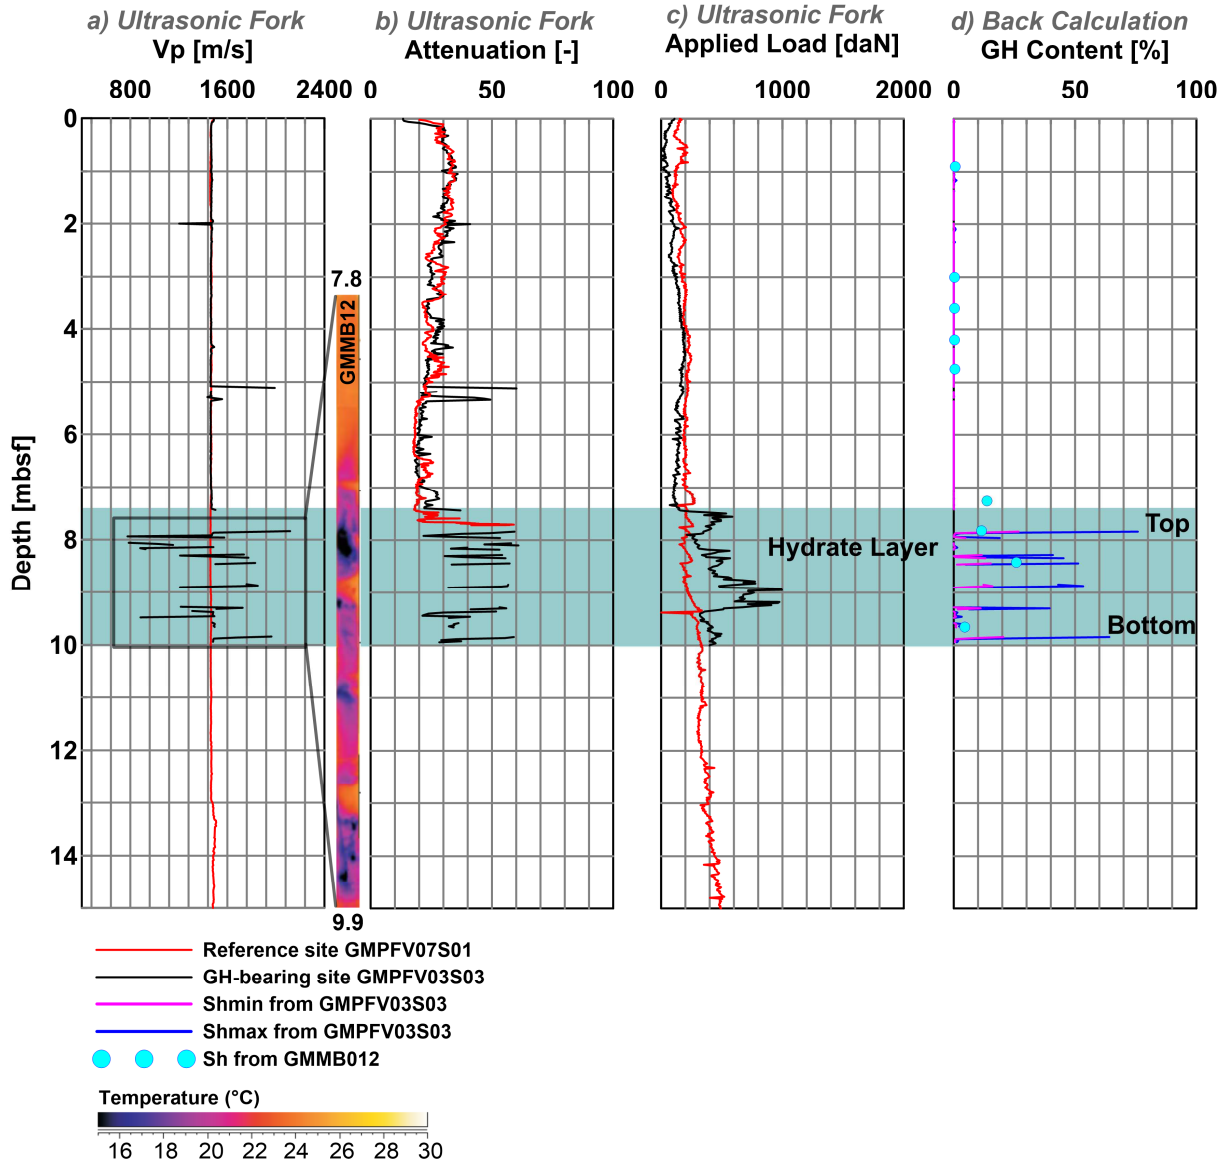 a) Ultrasonic Fork
Vp [m/s]
b) Ultrasonic Fork
Attenuation [-]
c) Ultrasonic Fork
Applied Load [daN]
d) Back Calculation
GH Content [%]
800 1600 2400
0 50 100
0 1000 2000
0 50 100
Depth [mbsf]
0
2
4
6
8
10
12
14
7.8
GMMB12
9.9
Hydrate Layer
Top
Bottom
Reference site GMPFV07S01
GH-bearing site GMPFV03S03
Shmin from GMPFV03S03
Shmax from GMPFV03S03
Sh from GMMB012
Temperature (°C)
16 18 20 22 24 26 28 30